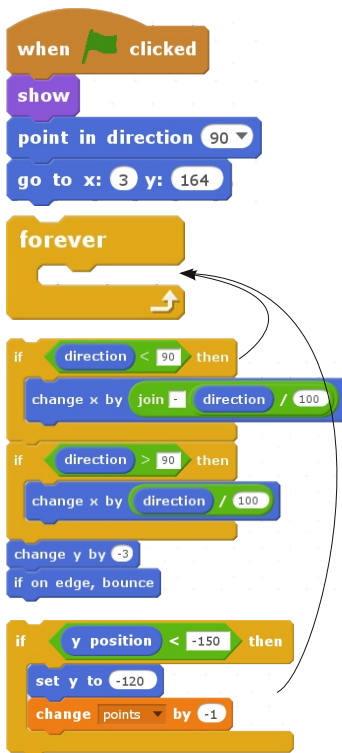 when clicked
show
point in direction 90
go to x: 3 y: 164
forever
if direction < 90 then
change x by join - direction / 100
if direction > 90 then
change x by direction / 100
change y by -3
if on edge, bounce
if y position < -150 then
set y to -120
change points by -1